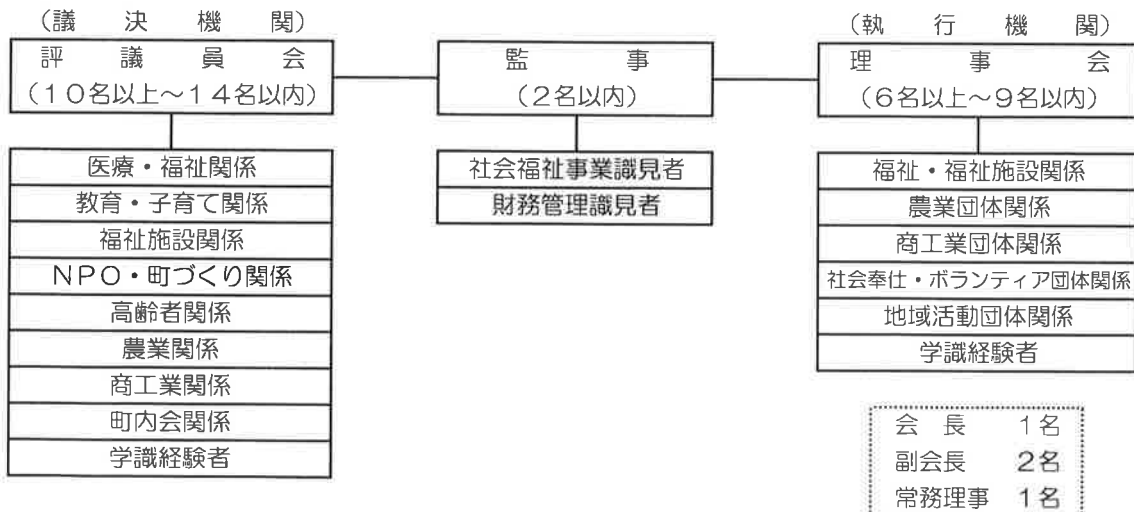 (議決機関)
評議員会
(10名以上～14名以内)
医療・福祉関係
教育・子育て関係
福祉施設関係
NPO・町づくり関係
高齢者関係
農業関係
商工業関係
町内会関係
学識経験者
監事
(2名以内)
社会福祉事業識見者
財務管理識見者
(執行機関)
理事会
(6名以上～9名以内)
福祉・福祉施設関係
農業団体関係
商工業団体関係
社会奉仕・ボランティア団体関係
地域活動団体関係
学識経験者
会長 1名
副会長 2名
常務理事 1名